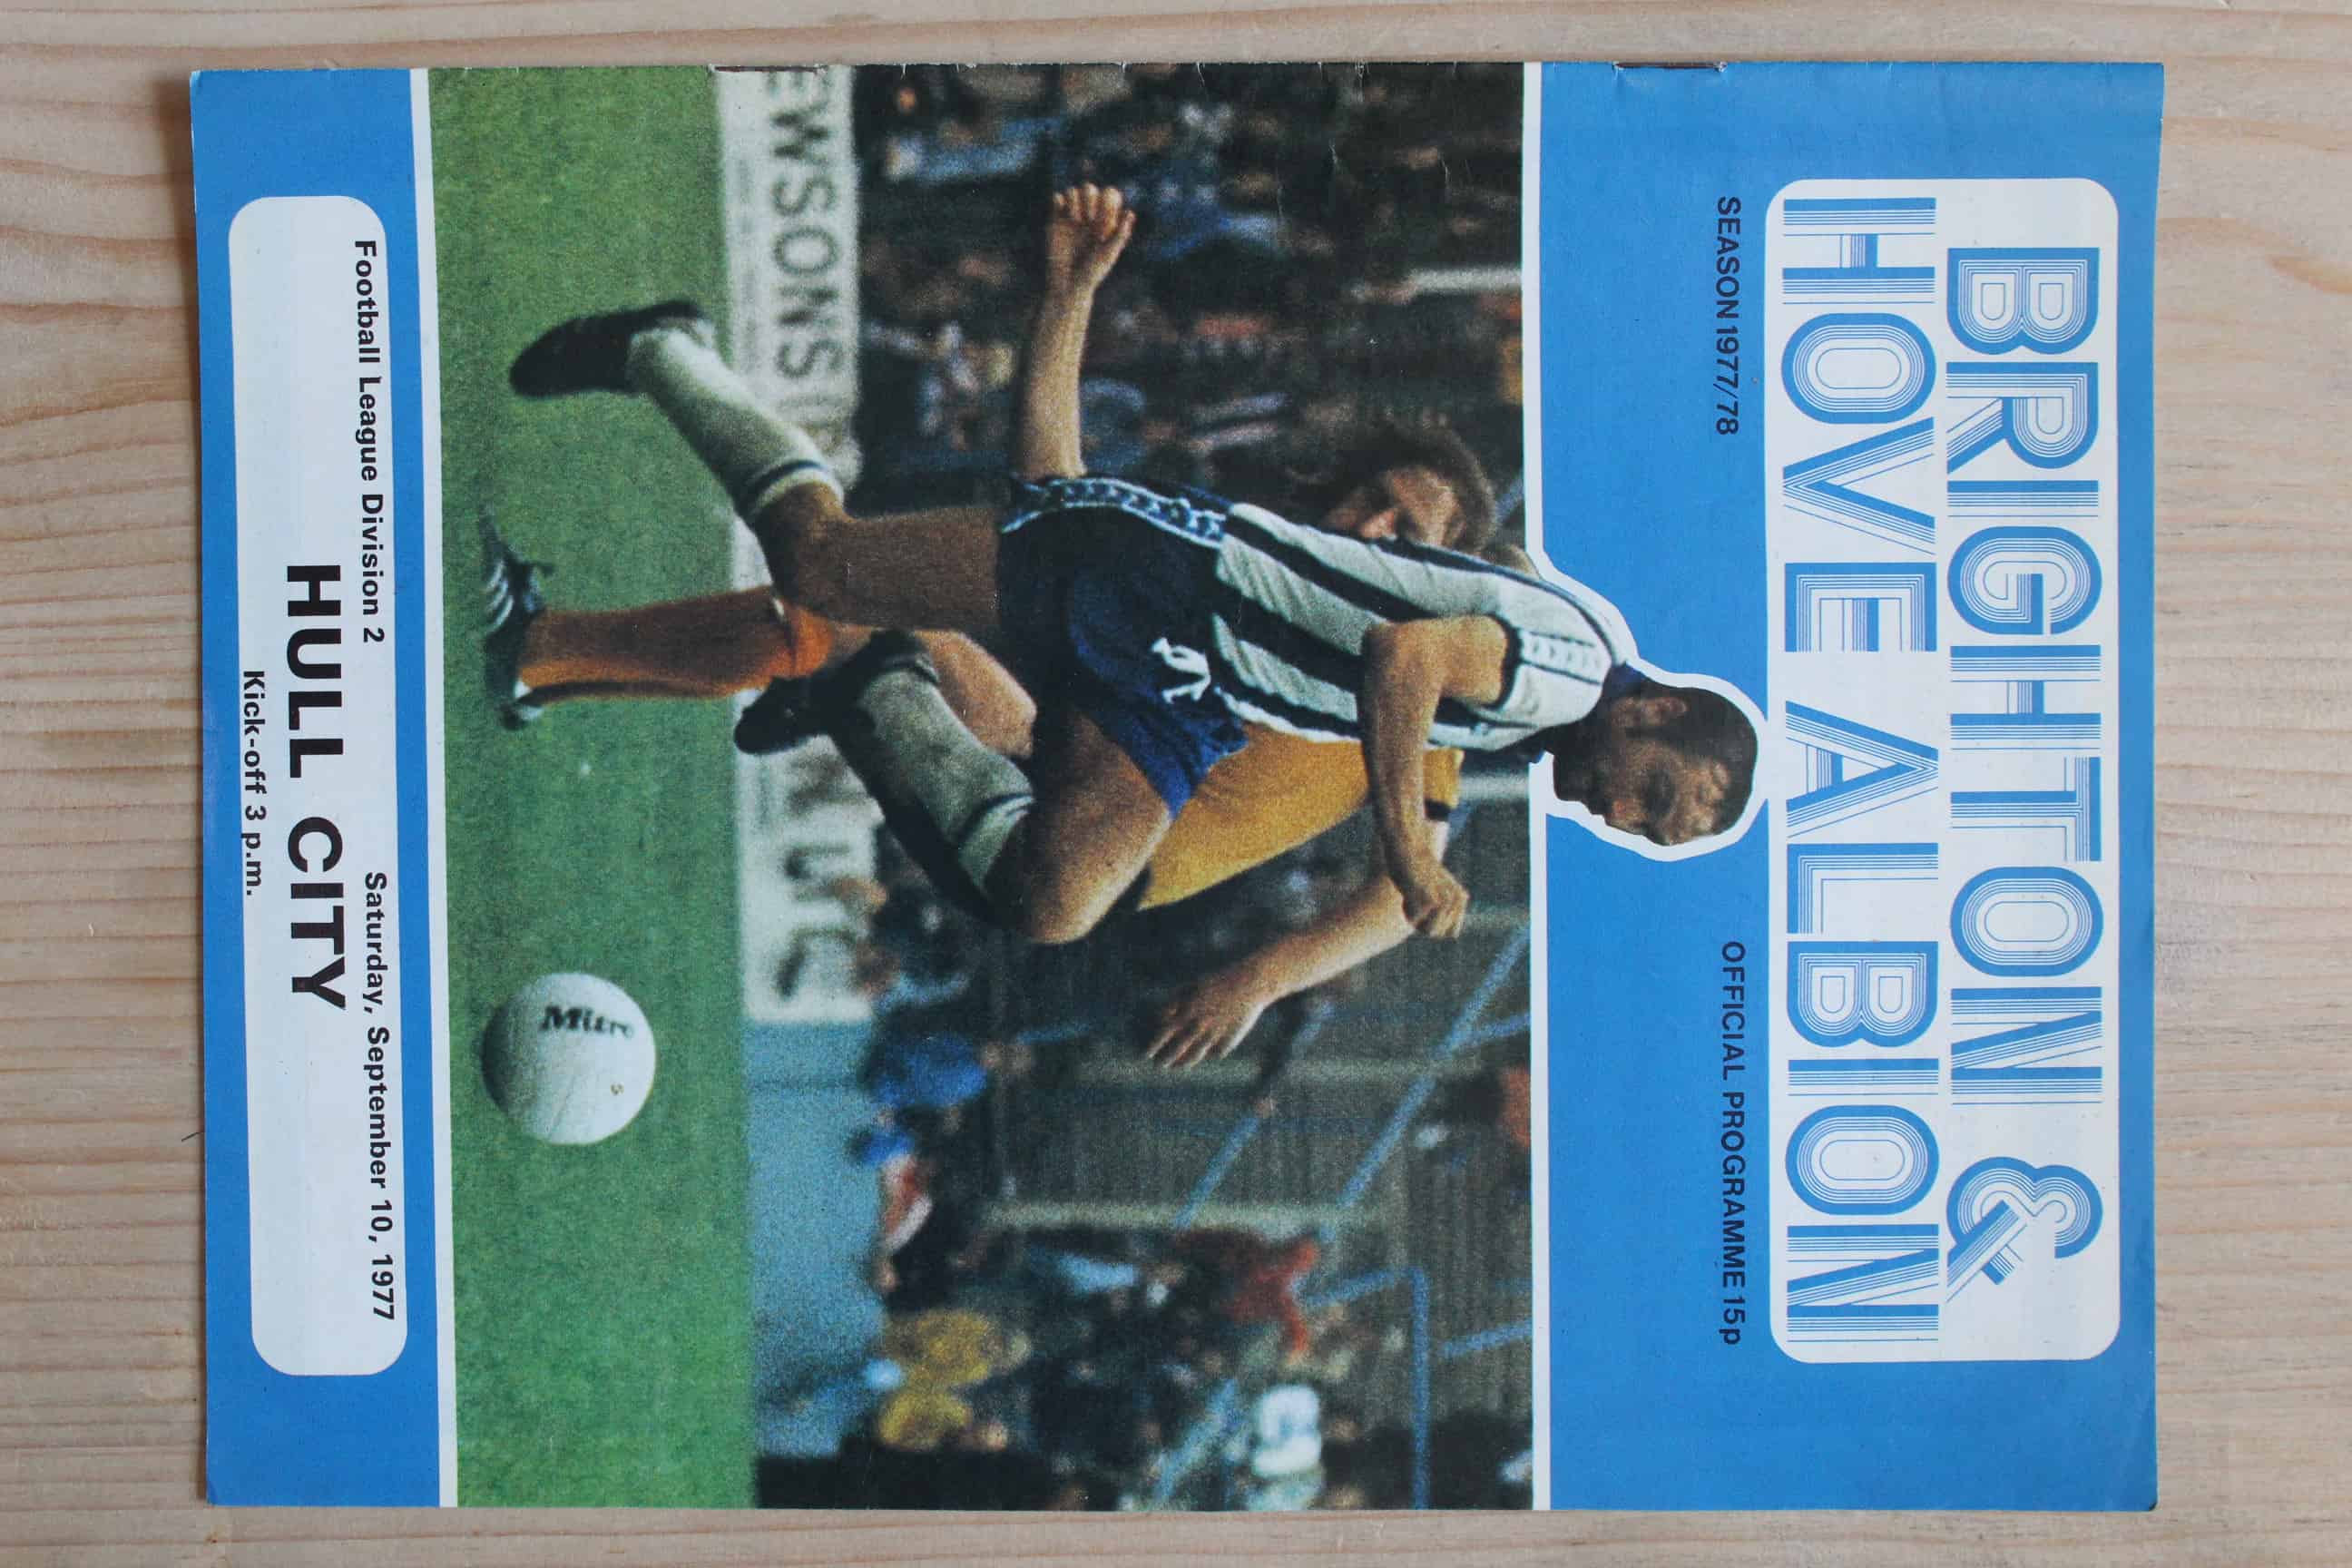 BRIGHTON &
HOVE ALBION
SEASON 1977/78
OFFICIAL PROGRAMME 15p
EWSONS
Mitre
Football League Division 2
Saturday, September 10, 1977
HULL CITY
Kick-off 3 p.m.